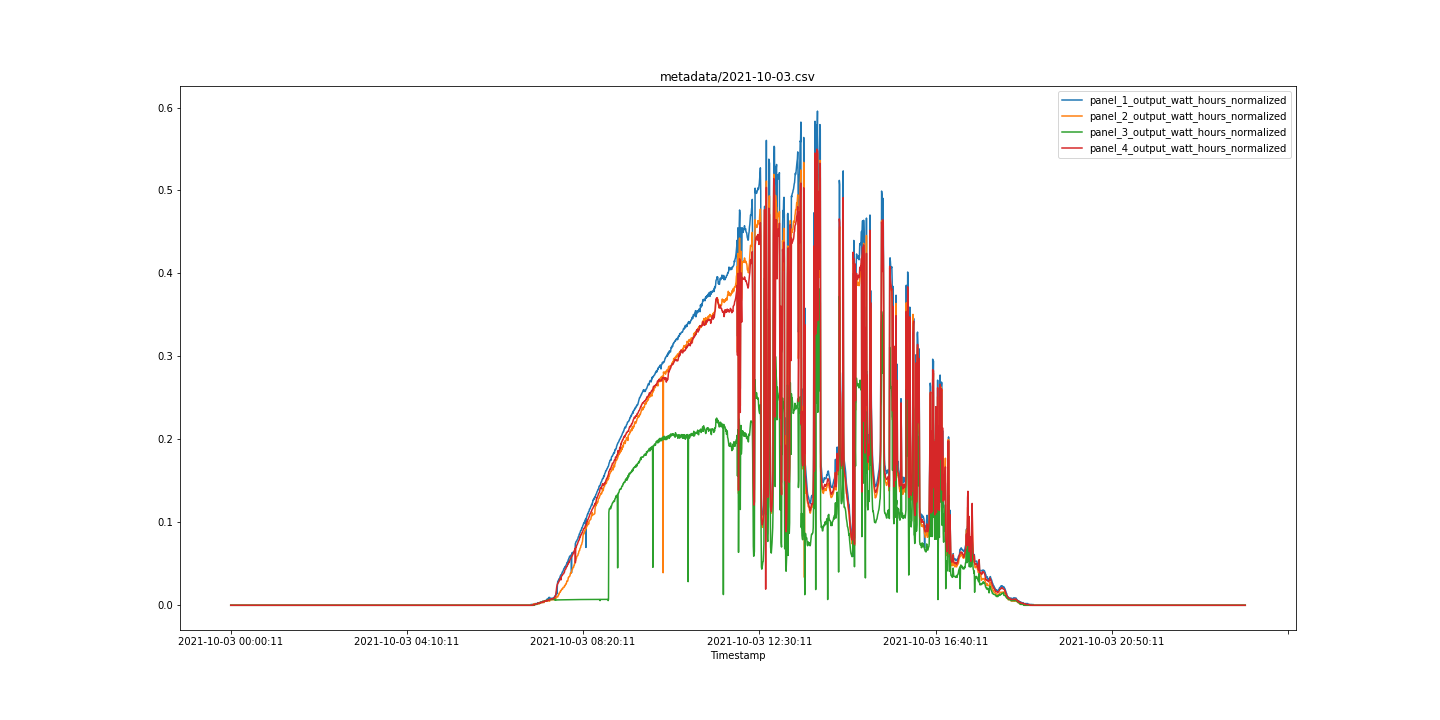 metadata/2021-10-03.csv
panel_1_output_watt_hours_normalized
panel_2_output_watt_hours_normalized
panel_3_output_watt_hours_normalized
panel_4_output_watt_hours_normalized
0.6
0.5
0.4
0.3
0.2
0.1
0.0
2021-10-03 00:00:11 2021-10-03 04:10:11 2021-10-03 08:20:11 2021-10-03 12:30:11 2021-10-03 16:40:11 2021-10-03 20:50:11
Timestamp